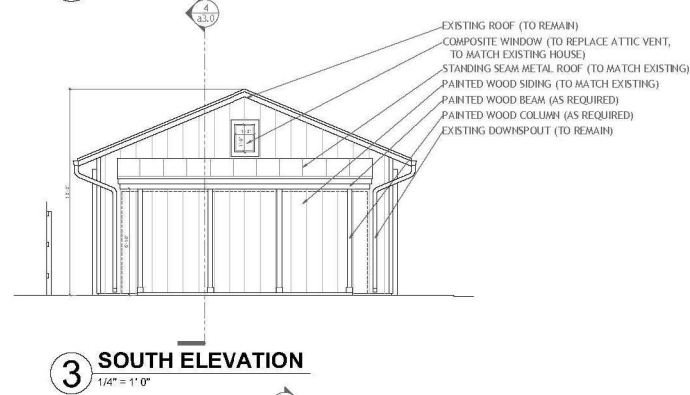 4
a3.0
EXISTING ROOF (TO REMAIN)
COMPOSITE WINDOW (TO REPLACE ATTIC VENT,
TO MATCH EXISTING HOUSE)
STANDING SEAM METAL ROOF (TO MATCH EXISTING)
PAINTED WOOD SIDING (TO MATCH EXISTING)
PAINTED WOOD BEAM (AS REQUIRED)
PAINTED WOOD COLUMN (AS REQUIRED)
EXISTING DOWNSPOUT (TO REMAIN)
3
SOUTH ELEVATION
1/4" = 1' 0"